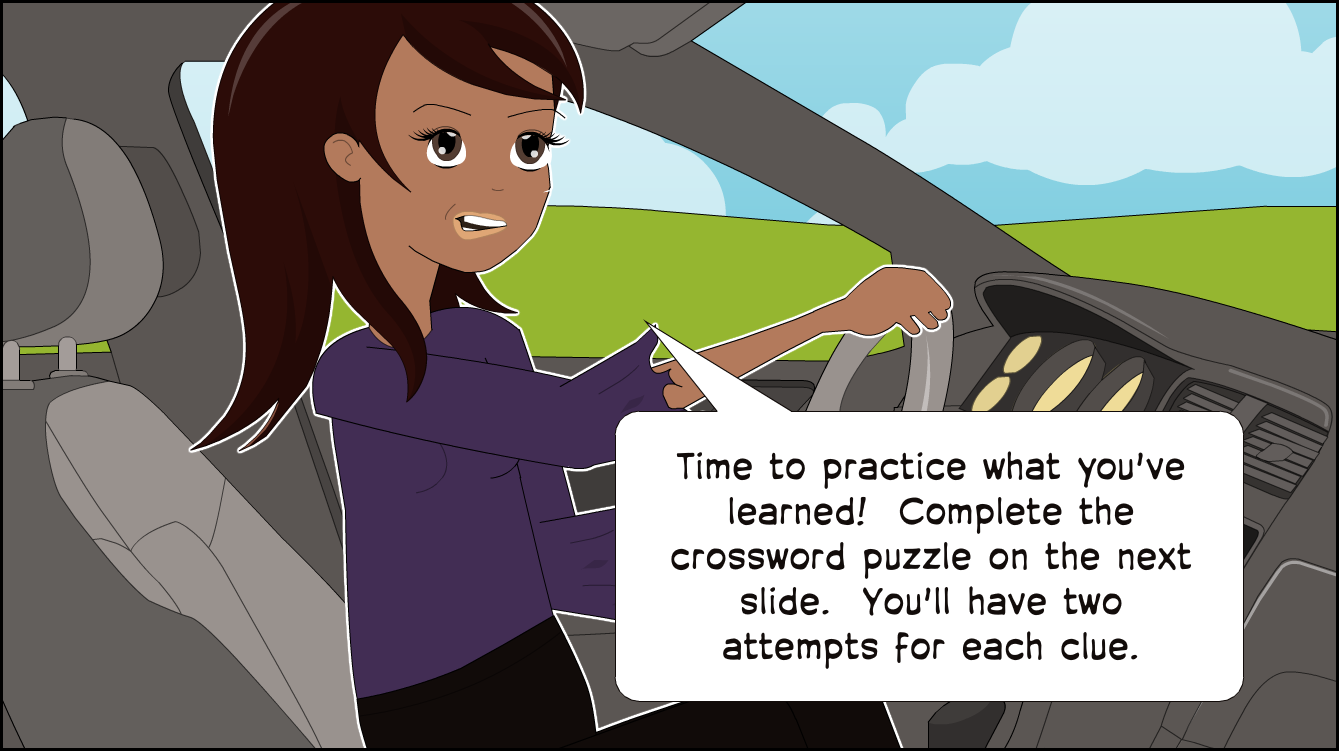 Time to practice what you've
learned!  Complete the
crossword puzzle on the next
slide.  You'll have two
attempts for each clue.